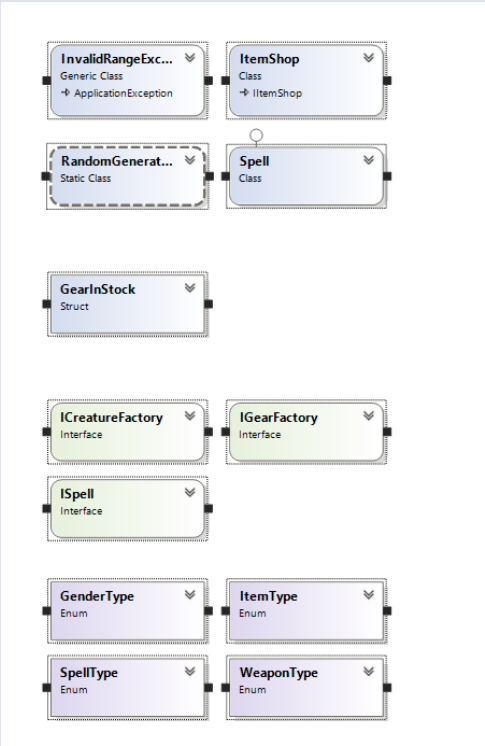 InvalidRangeExc...
Generic Class
ApplicationException
ItemShop
Class
IItemShop
RandomGenerat...
Static Class
Spell
Class
GearInStock
Struct
ICreatureFactory
Interface
IGearFactory
Interface
ISpell
Interface
GenderType
Enum
ItemType
Enum
SpellType
Enum
WeaponType
Enum